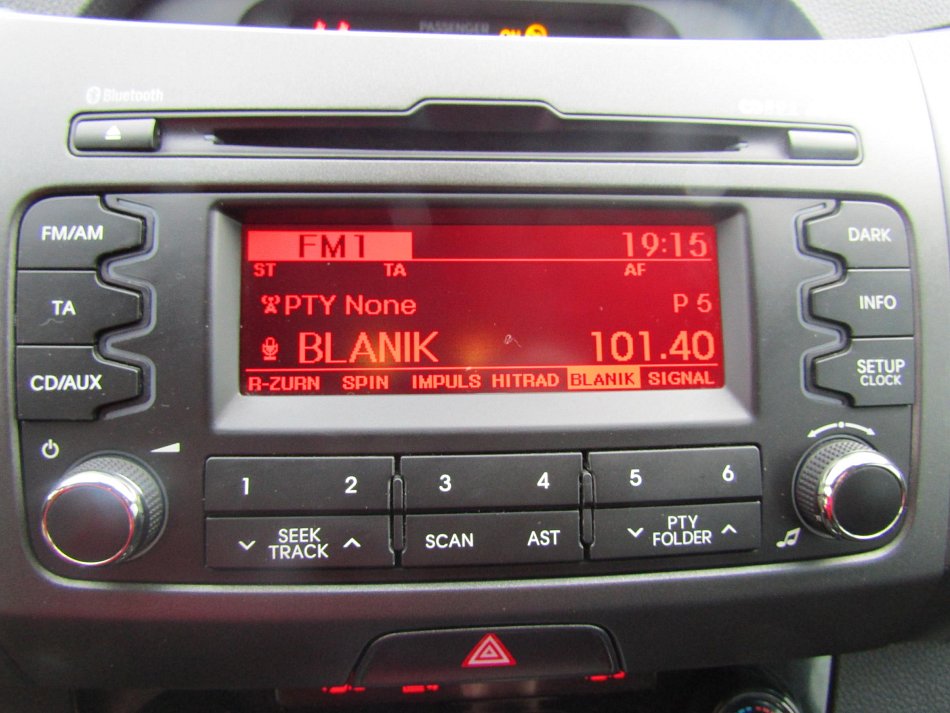 PASSENGER
ON
Bluetooth
FM/AM
TA
CD/AUX
FM1 19:15
ST TA AF
PTY None P 5
BLANIK 101.40
R-ZURN SPIN IMPULS HITRAD BLANIK SIGNAL
DARK
INFO
SETUP
CLOCK
1 2 3 4 5 6
SEEK
TRACK
SCAN AST
PTY
FOLDER